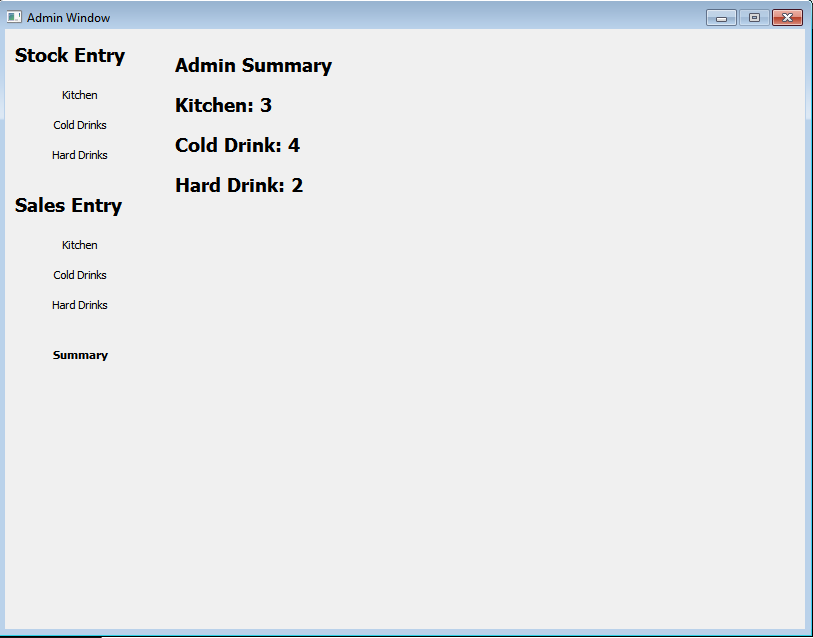 Admin Window
Stock Entry
Kitchen
Cold Drinks
Hard Drinks
Sales Entry
Kitchen
Cold Drinks
Hard Drinks
Summary
Admin Summary
Kitchen: 3
Cold Drink: 4
Hard Drink: 2